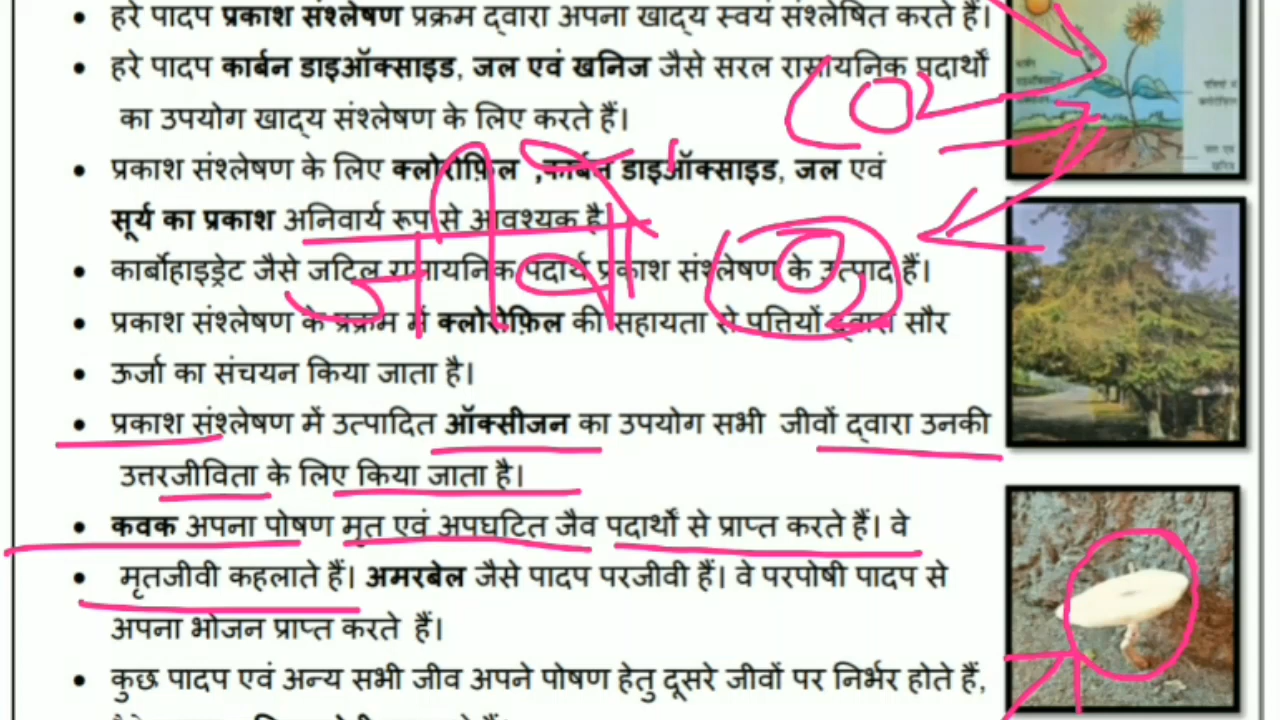 • हरे पादप प्रकाश संश्लेषण प्रक्रम द्वारा अपना खाद्य स्वयं संश्लेषित करते हैं।
• हरे पादप कार्बन डाइऑक्साइड, जल एवं खनिज जैसे सरल रासायनिक पदार्थों
का उपयोग खाद्य संश्लेषण के लिए करते हैं।
• प्रकाश संश्लेषण के लिए क्लोरोफ़िल ,कार्बन डाइऑक्साइड, जल एवं
सूर्य का प्रकाश अनिवार्य रूप से आवश्यक है
• कार्बोहाइड्रेट जैसे जटिल रासायनिक पदार्थ प्रकाश संश्लेषण के उत्पाद हैं।
• प्रकाश संश्लेषण के प्रक्रम में क्लोरोफ़िल की सहायता से पत्तियों द्वारा सौर
• ऊर्जा का संचयन किया जाता है।
• प्रकाश संश्लेषण में उत्पादित ऑक्सीजन का उपयोग सभी जीवों द्वारा उनकी
उत्तरजीविता के लिए किया जाता है।
• कवक अपना पोषण मृत एवं अपघटित जैव पदार्थों से प्राप्त करते हैं। वे
• मृतजीवी कहलाते हैं। अमरबेल जैसे पादप परजीवी हैं। वे परपोषी पादप से
अपना भोजन प्राप्त करते हैं।
• कुछ पादप एवं अन्य सभी जीव अपने पोषण हेतु दूसरे जीवों पर निर्भर होते हैं,
CO2
जीवों
O2